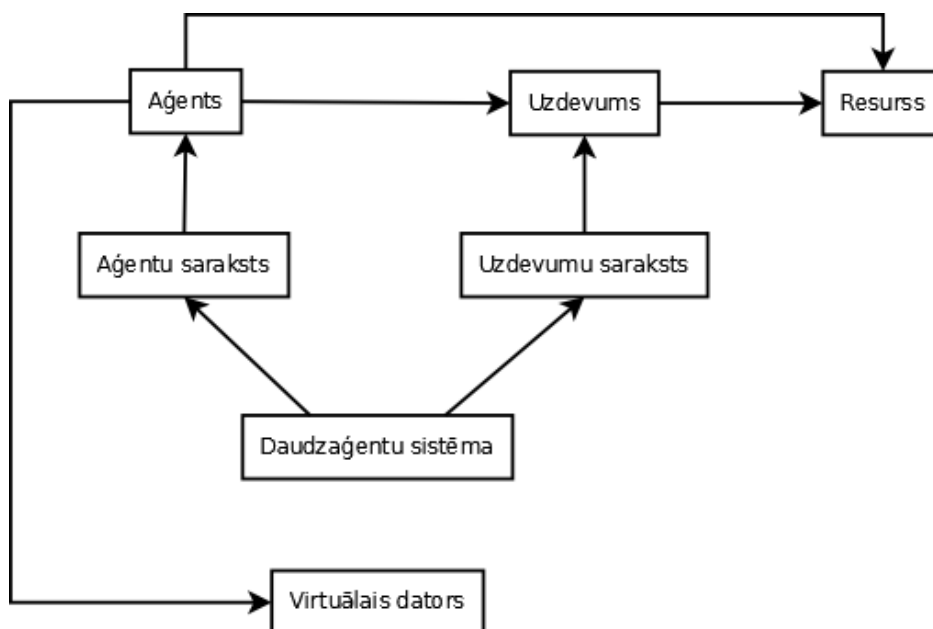 Aģents
Uzdevums
Resurss
Aģentu saraksts
Uzdevumu saraksts
Daudzaģentu sistēma
Virtuālais dators